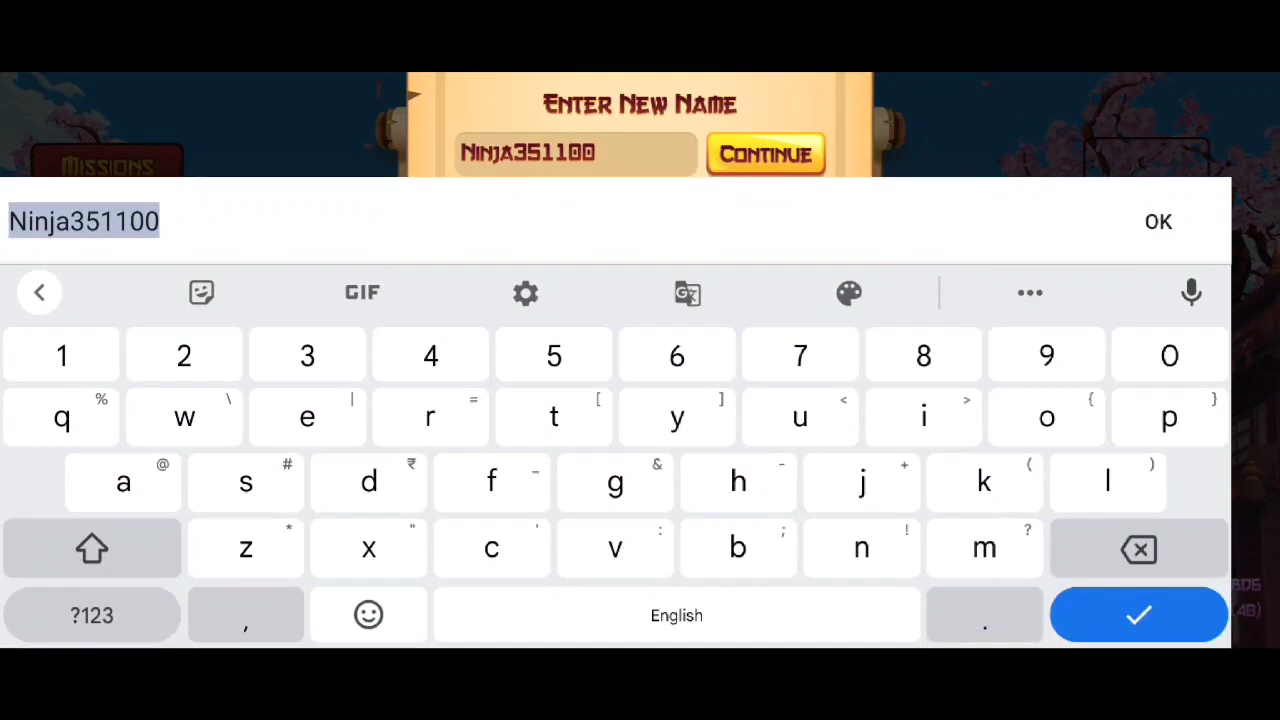 Enter New Name
Missions
Ninja351100 Continue
Ninja351100 OK
GIF
1 2 3 4 5 6 7 8 9 0
q % w \ e | r = t [ y ] u < i > o { p }
a @ s # d ₹ f _ g & h - j + k ( l )
z * x " c ' v : b ; n ! m ?
?123 , English .